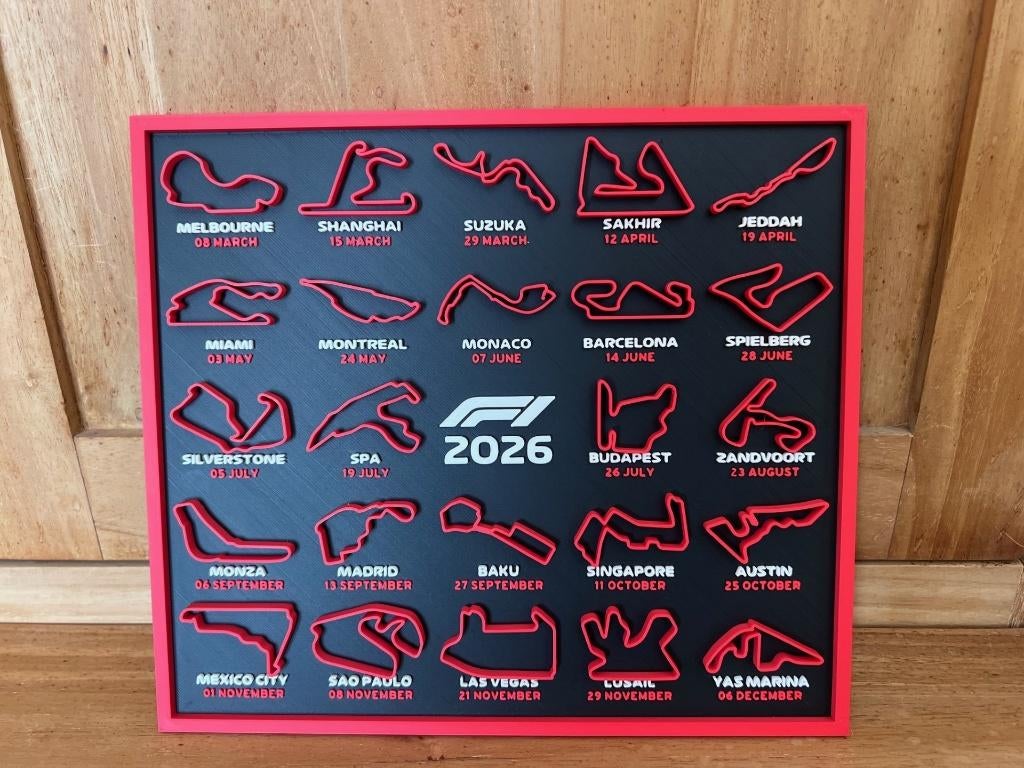 MELBOURNE
08 MARCH
SHANGHAI
15 MARCH
SUZUKA
29 MARCH
SAKHIR
12 APRIL
JEDDAH
19 APRIL
MIAMI
03 MAY
MONTREAL
24 MAY
MONACO
07 JUNE
BARCELONA
14 JUNE
SPIELBERG
28 JUNE
SILVERSTONE
05 JULY
SPA
19 JULY
F1
2026
BUDAPEST
26 JULY
ZANDVOORT
23 AUGUST
MONZA
06 SEPTEMBER
MADRID
13 SEPTEMBER
BAKU
27 SEPTEMBER
SINGAPORE
11 OCTOBER
AUSTIN
25 OCTOBER
MEXICO CITY
01 NOVEMBER
SAO PAULO
08 NOVEMBER
LAS VEGAS
21 NOVEMBER
LUSAIL
29 NOVEMBER
YAS MARINA
06 DECEMBER